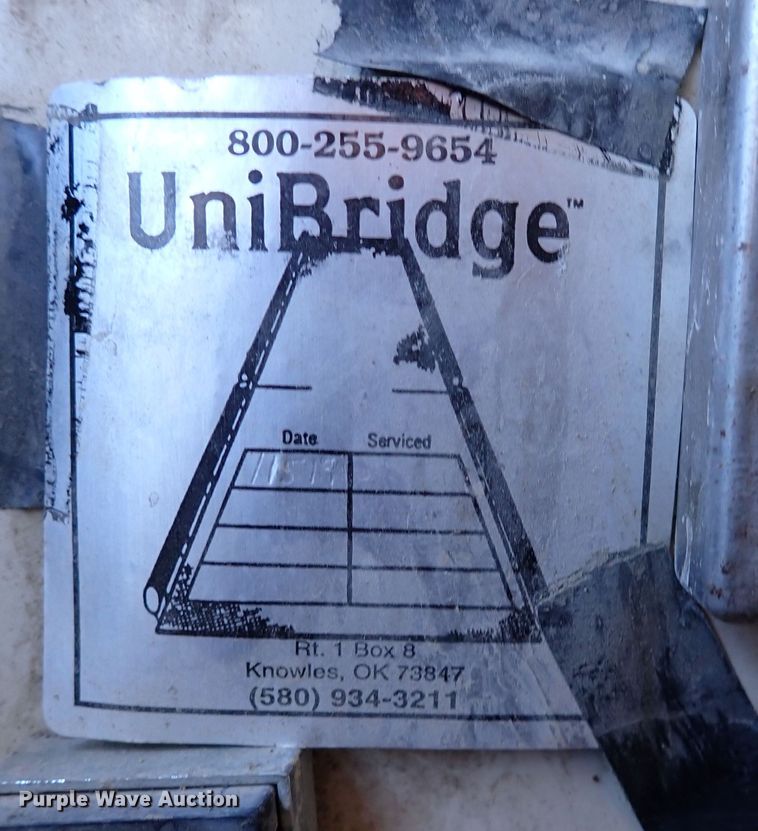 800-255-9654
UniBridge™
Date Serviced
Rt. 1 Box 8
Knowles, OK 73847
(580) 934-3211
Purple Wave Auction